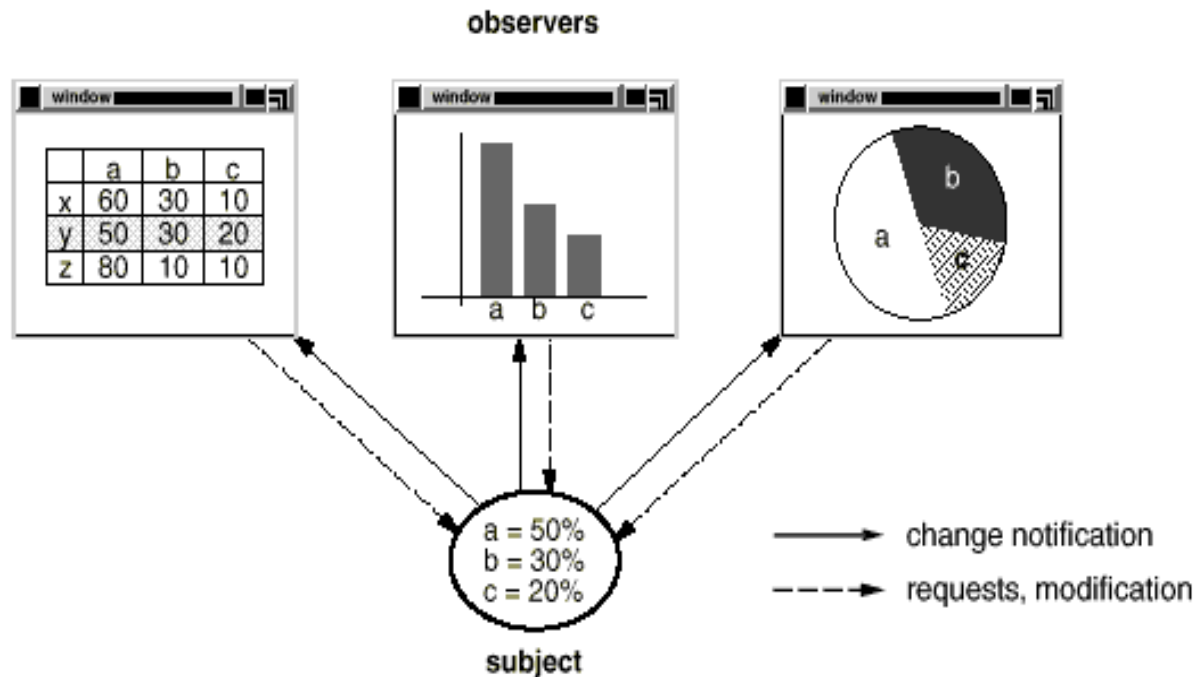 observers
window
window
window
a b c
x 60 30 10
y 50 30 20
z 80 10 10
a b c
a
b
c
a = 50%
b = 30%
c = 20%
subject
change notification
requests, modification